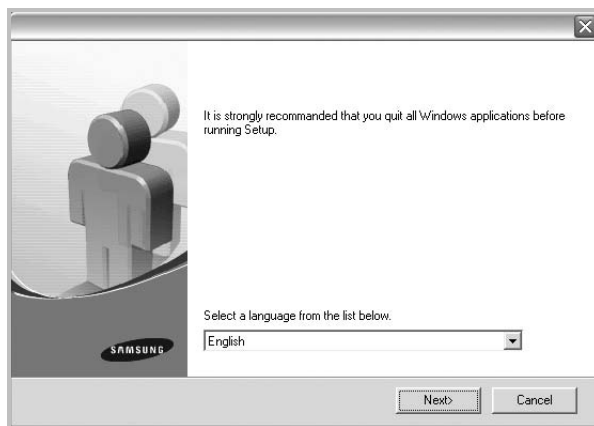 It is strongly recommanded that you quit all Windows applications before
running Setup.
Select a language from the list below.
English
SAMSUNG
Next>
Cancel